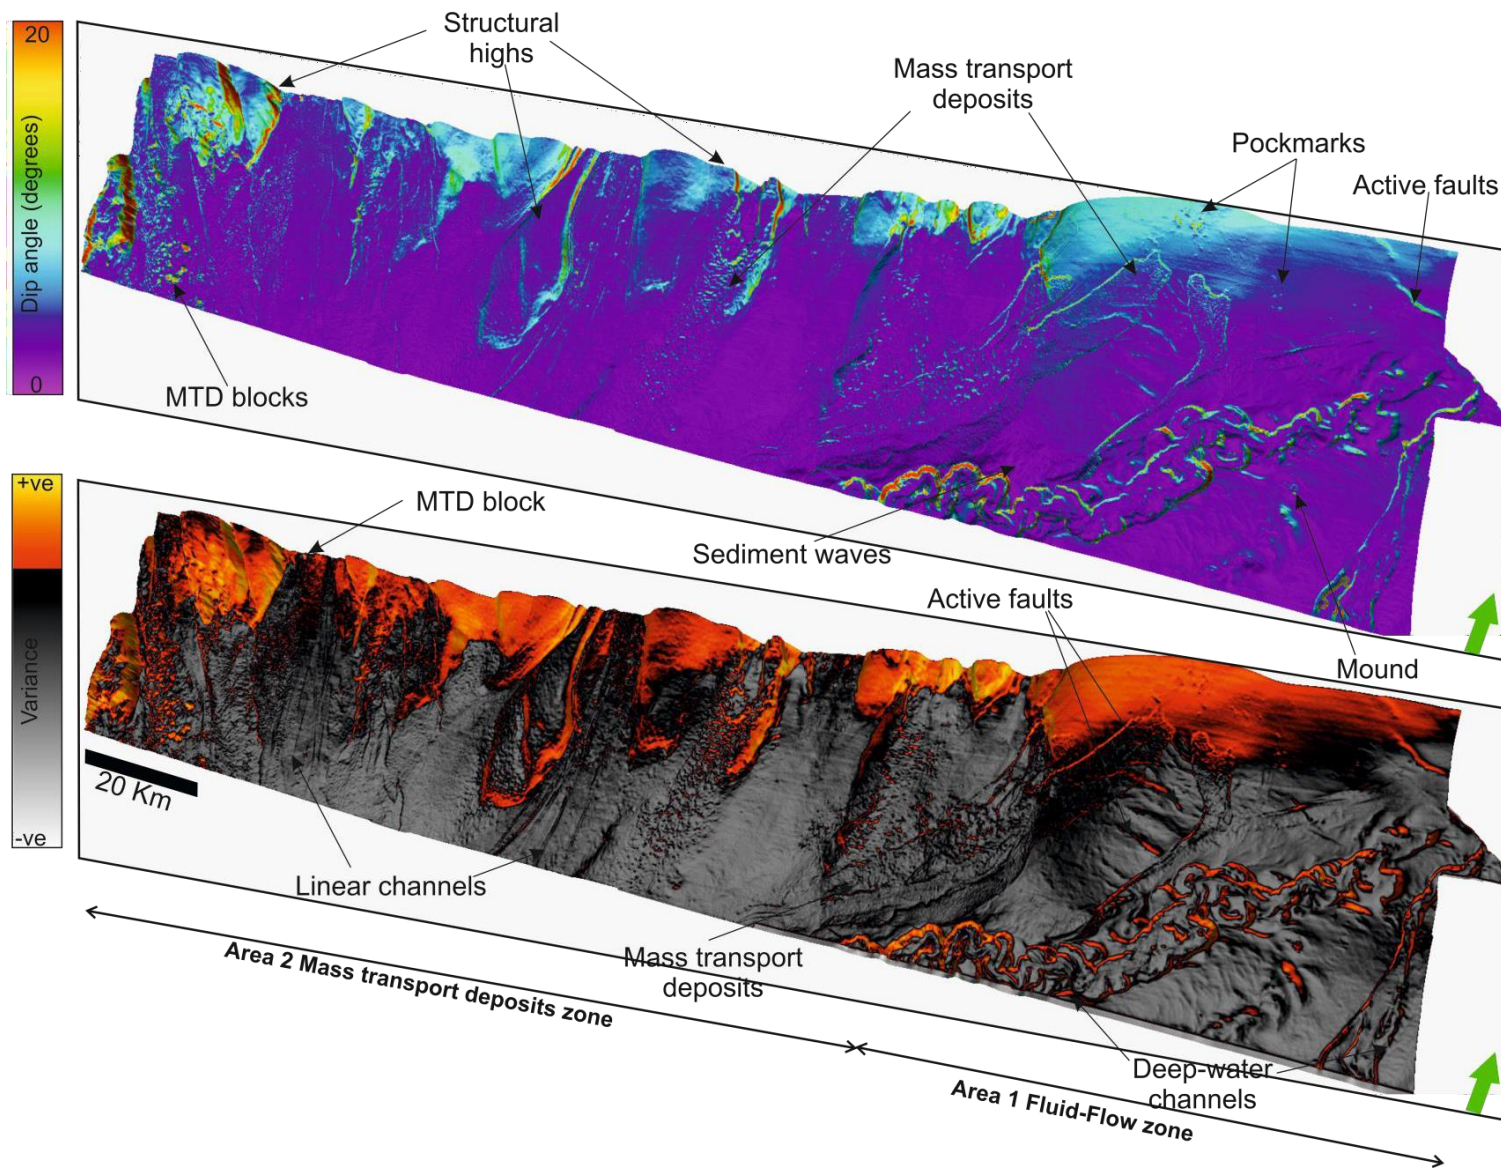 20
Dip angle (degrees)
0
Structural
highs
Mass transport
deposits
Pockmarks
Active faults
MTD blocks
Sediment waves
Mound
+ve
Variance
-ve
MTD block
Active faults
20 Km
Linear channels
Mass transport
deposits
Deep-water
channels
Area 2 Mass transport deposits zone
Area 1 Fluid-Flow zone